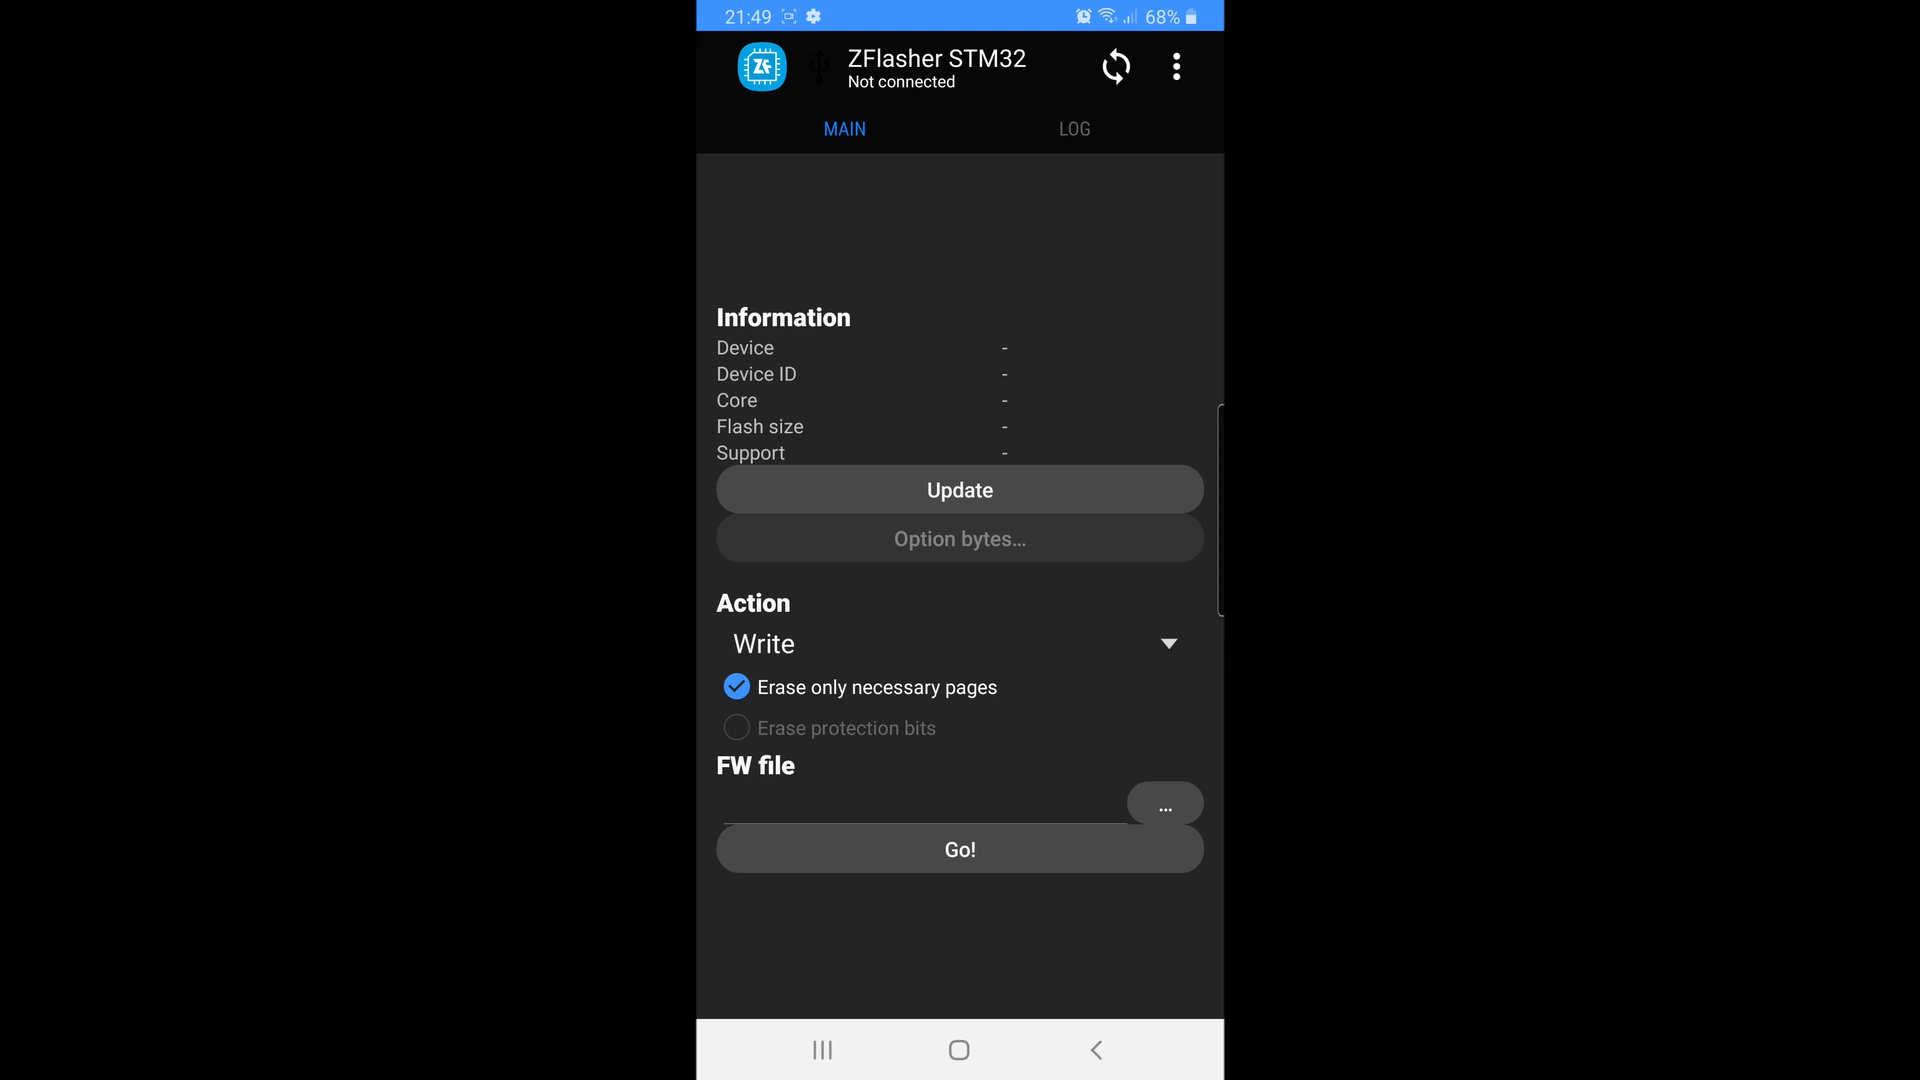 21:49 68%
ZF ZFlasher STM32
Not connected
MAIN LOG
Information
Device -
Device ID -
Core -
Flash size -
Support -
Update
Option bytes...
Action
Write
Erase only necessary pages
Erase protection bits
FW file
...
Go!